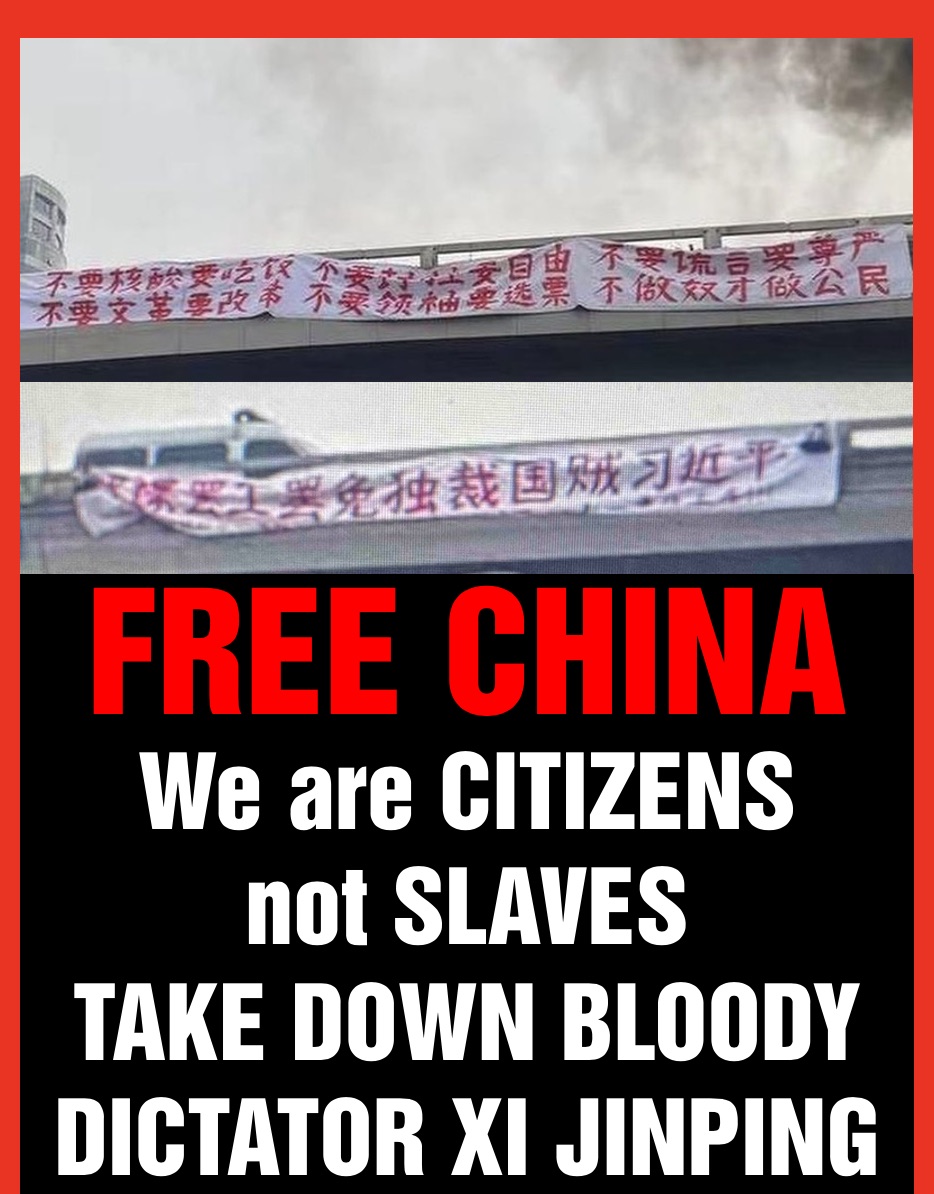 不要核酸要吃饭 不要封控要自由 不要谎言要尊严
不要文革要改革 不要领袖要选票 不做奴才做公民
罢课罢工罢免独裁国贼习近平
FREE CHINA
We are CITIZENS
not SLAVES
TAKE DOWN BLOODY
DICTATOR XI JINPING